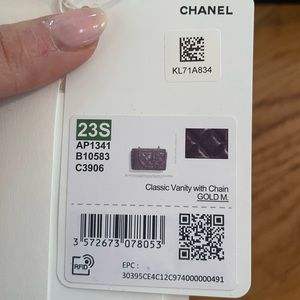 CHANEL
KL71A834
23S
AP1341
B10583
C3906
Classic Vanity with Chain
GOLD M.
3 572673 078053
RFID
EPC :
30395CE4C12C974000000491